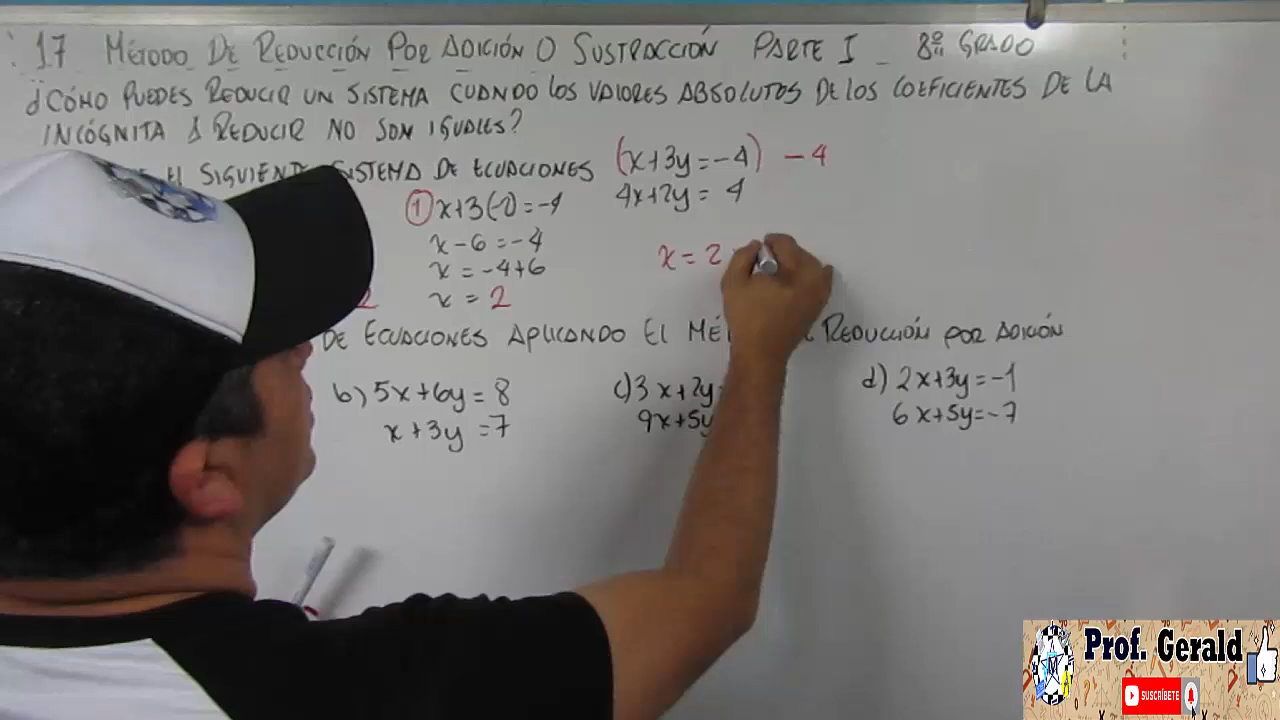 17 MÉTODO DE REDUCCIÓN POR ADICIÓN O SUSTRACCIÓN PARTE I 8º GRADO
¿CÓMO PUEDES REDUCIR UN SISTEMA CUANDO LOS VALORES ABSOLUTOS DE LOS COEFICIENTES DE LA
INCÓGNITA A REDUCIR NO SON IGUALES?
EL SIGUIENTE SISTEMA DE ECUACIONES (x+3y=-4) -4
4x+2y=4
1 x+3(-2)=-4
x-6=-4
x=-4+6
x=2
x=2
2
DE ECUACIONES APLICANDO EL REDUCCIÓN POR ADICIÓN
b) 5x+6y=8
x+3y=7
c) 3x+2y
9x+5y
d) 2x+3y=-1
6x+5y=-7
Prof. Gerald
SUSCRÍBETE